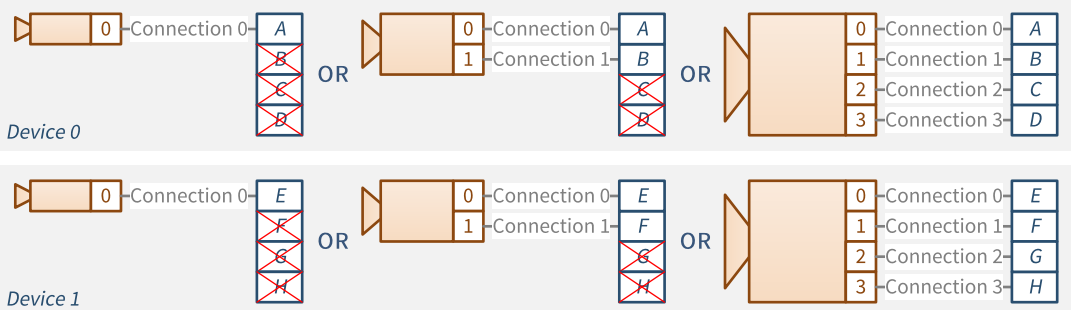 0 Connection 0 A
B
C
D
OR
0 Connection 0 A
1 Connection 1 B
C
D
OR
0 Connection 0 A
1 Connection 1 B
2 Connection 2 C
3 Connection 3 D
Device 0
0 Connection 0 E
F
G
H
OR
0 Connection 0 E
1 Connection 1 F
G
H
OR
0 Connection 0 E
1 Connection 1 F
2 Connection 2 G
3 Connection 3 H
Device 1